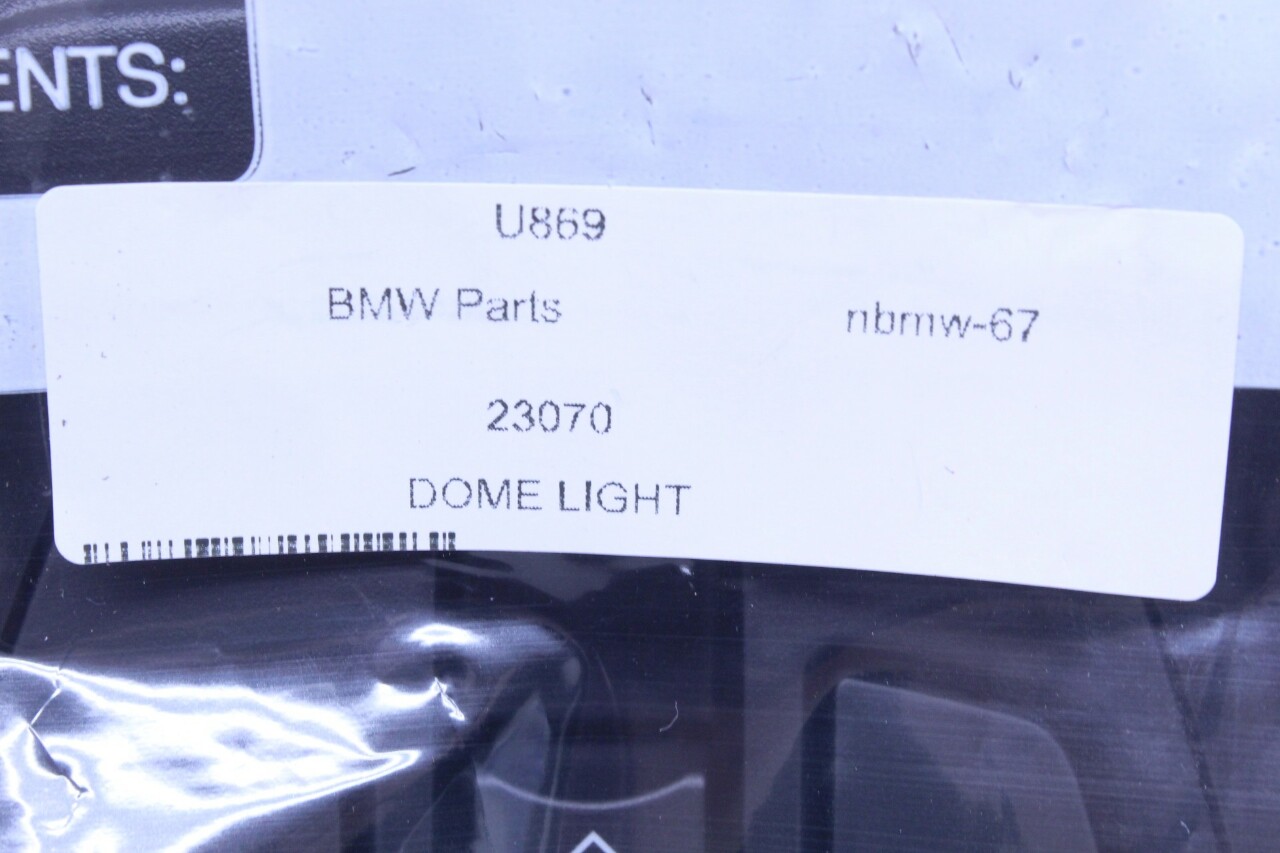 ENTS:
U869
BMW Parts nbmw-67
23070
DOME LIGHT